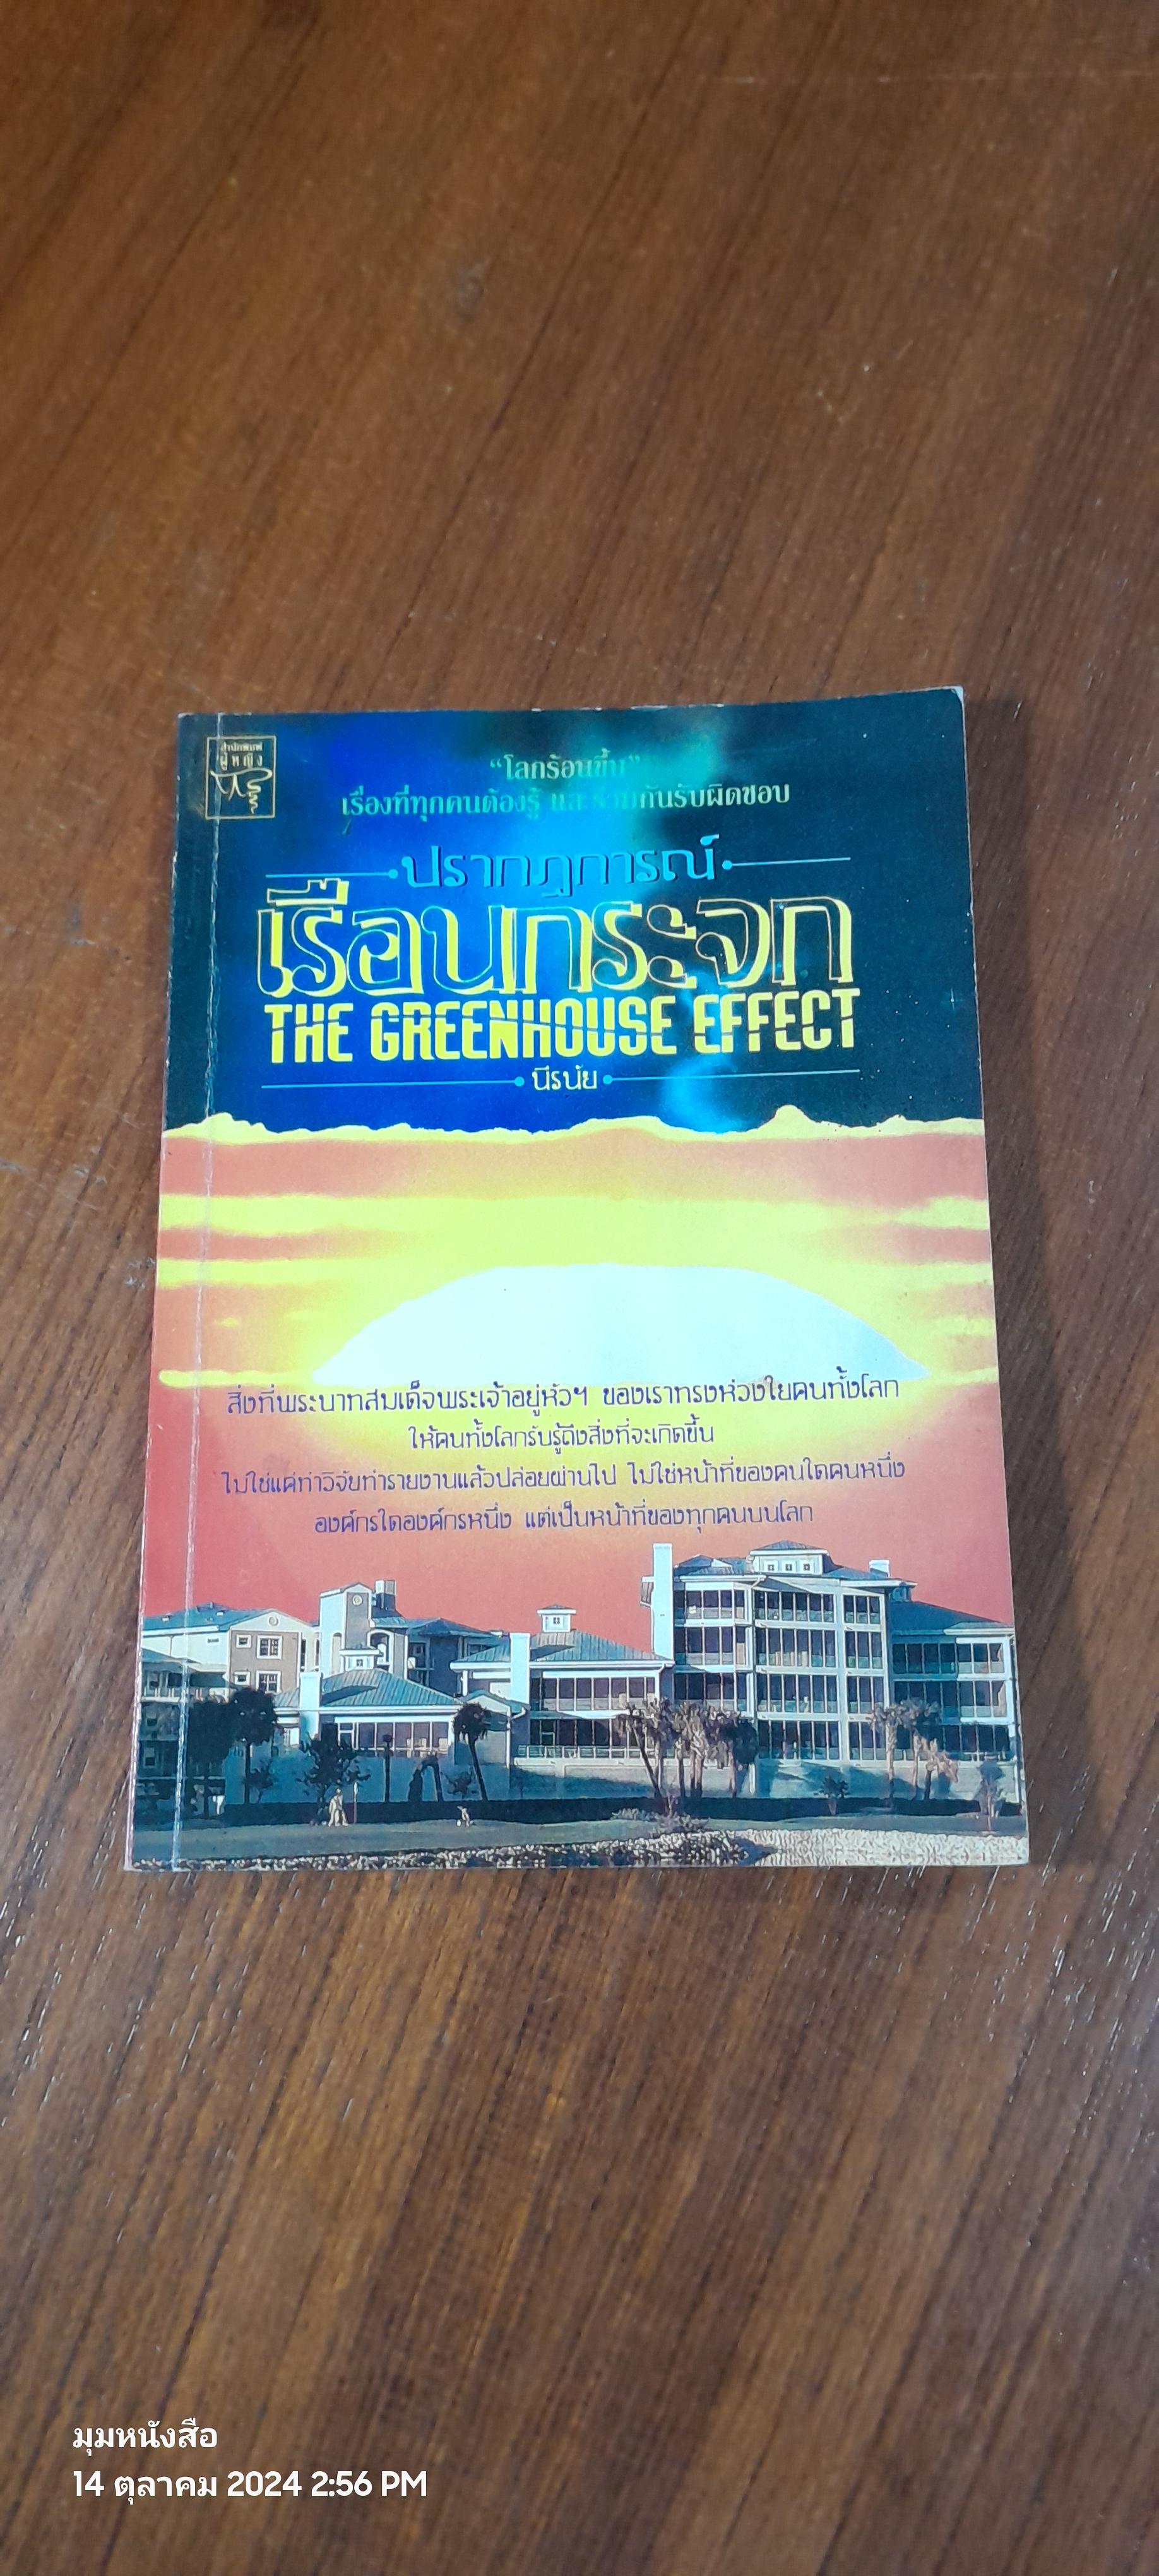 สำนักพิมพ์
ผู้หญิง
“โลกร้อนขึ้น”
เรื่องที่ทุกคนต้องรู้ และร่วมกันรับผิดชอบ
ปรากฏการณ์
เรือนกระจก
THE GREENHOUSE EFFECT
นีรนัย
สิ่งที่พระบาทสมเด็จพระเจ้าอยู่หัวฯ ของเราทรงห่วงใยคนทั้งโลก
ให้คนทั้งโลกรับรู้ถึงสิ่งที่จะเกิดขึ้น
ไม่ใช่แค่ทำวิจัยทำรายงานแล้วปล่อยผ่านไป ไม่ใช่หน้าที่ของคนใดคนหนึ่ง
องค์กรใดองค์กรหนึ่ง แต่เป็นหน้าที่ของทุกคนบนโลก
มุมหนังสือ
14 ตุลาคม 2024 2:56 PM